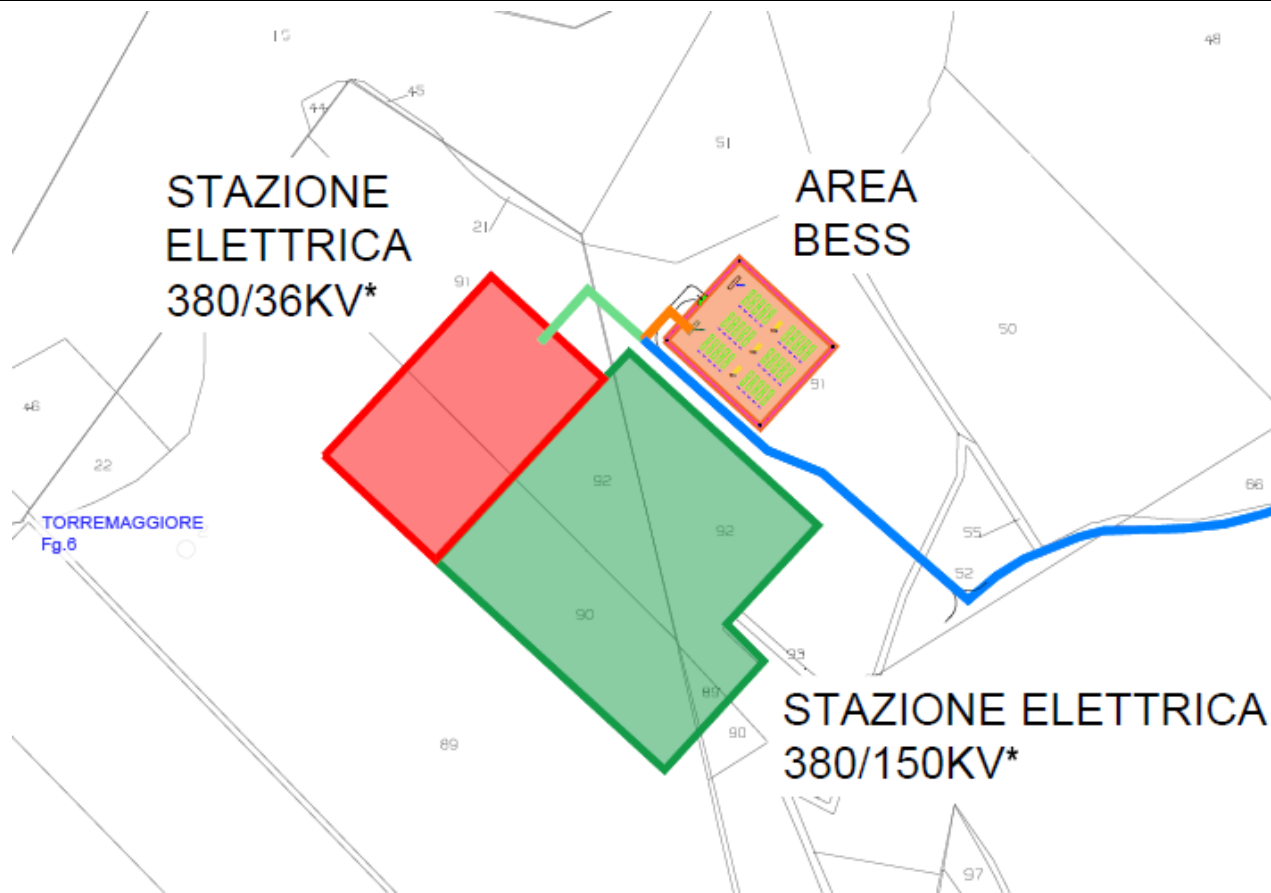 15
48
45
44
51
STAZIONE
ELETTRICA
380/36KV*
AREA
BESS
21
91
50
91
46
22
92
92
66
TORREMAGGIORE
Fg.6
55
52
90
93
89
STAZIONE ELETTRICA
380/150KV*
90
89
97